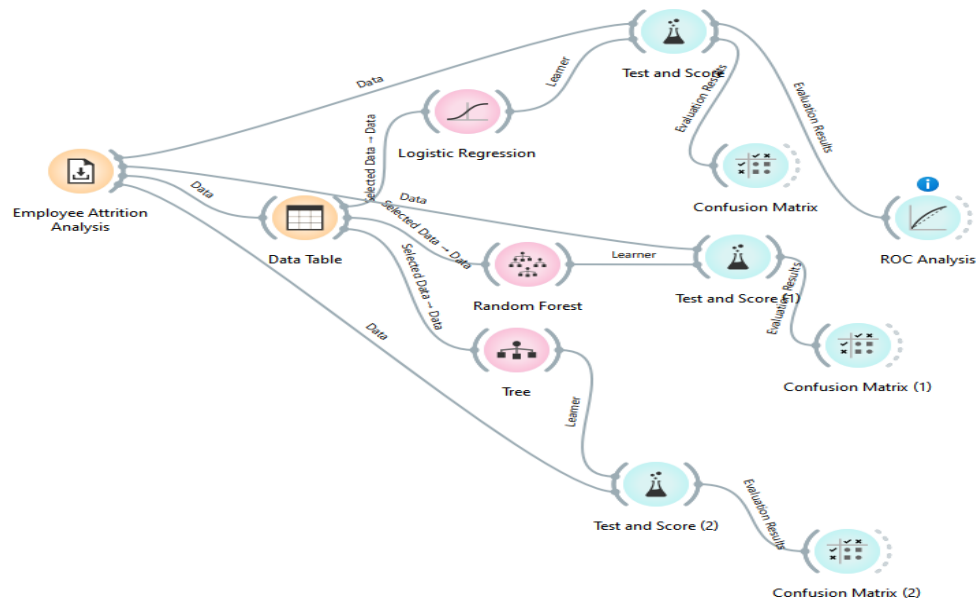 Data
Learner
Test and Score
Evaluation Results
Evaluation Results
Selected Data → Data
Logistic Regression
Confusion Matrix
Employee Attrition
Analysis
Data
Data Table
Selected Data → Data
Data
Selected Data → Data
Random Forest
Learner
Test and Score (1)
Evaluation Results
ROC Analysis
Data
Tree
Learner
Confusion Matrix (1)
Test and Score (2)
Evaluation Results
Confusion Matrix (2)